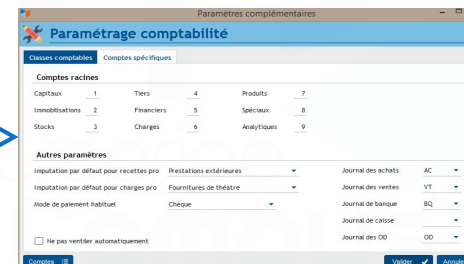 Paramètres complémentaires
Paramétrage comptabilité
Classes comptables Comptes spécifiques
Comptes racines
Capitaux 1 Tiers 4 Produits 7
Immobilisations 2 Financiers 5 Spéciaux 8
Stocks 3 Charges 6 Analytiques 9
Autres paramètres
Imputation par défaut pour recettes pro Prestations extérieures Journal des achats AC
Imputation par défaut pour charges pro Fournitures de théatre Journal des ventes VT
Mode de paiement habituel Chèque Journal de banque BQ
Journal de caisse
Ne pas ventiler automatiquement Journal des OD OD
Comptes Valider Annuler